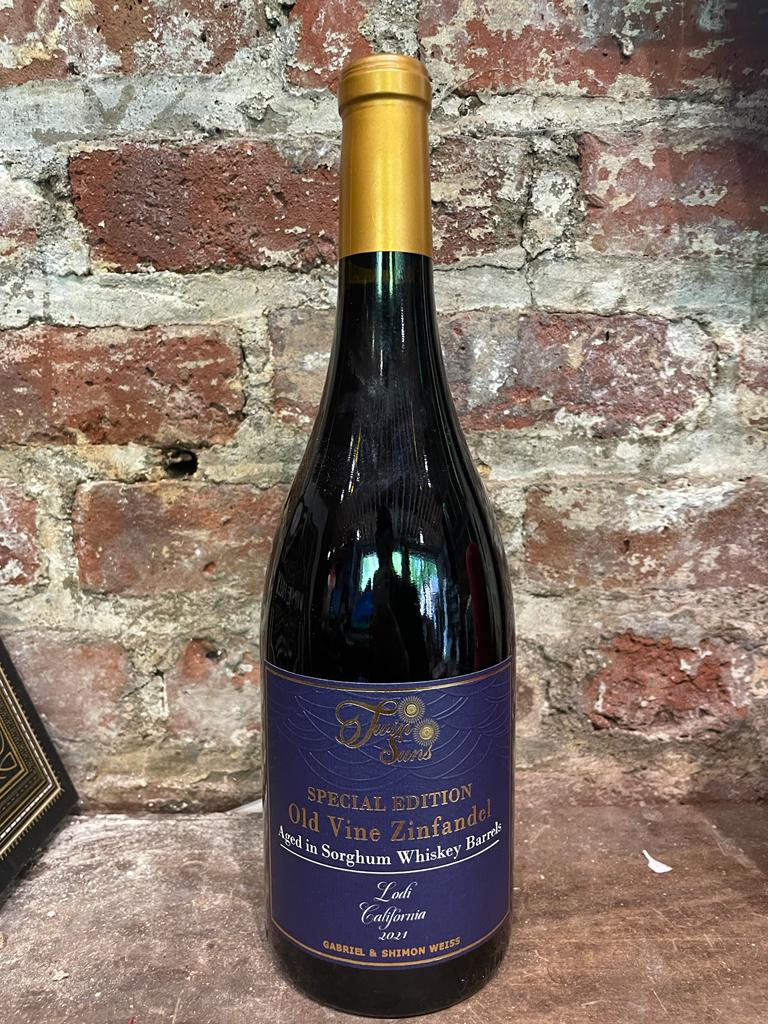 Twin
Suns
SPECIAL EDITION
Old Vine Zinfandel
Aged in Sorghum Whiskey Barrels
Lodi
California
2021
GABRIEL & SHIMON WEISS